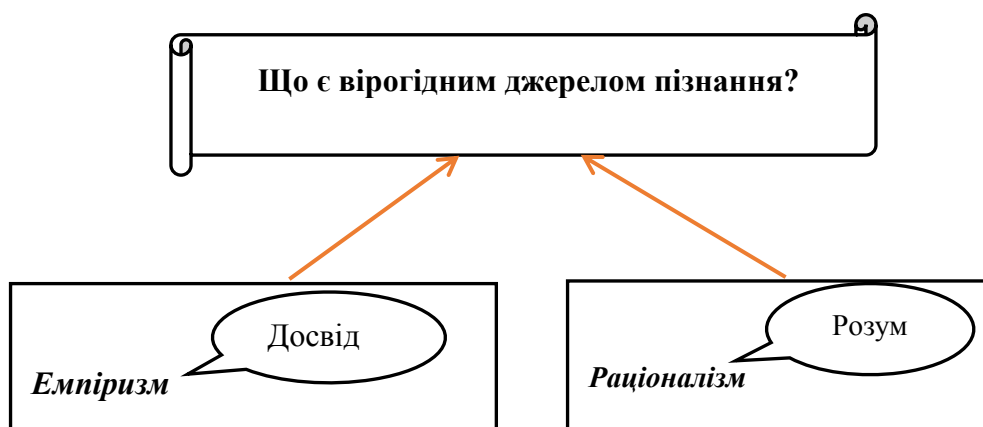 Що є вірогідним джерелом пізнання?
Досвід
Емпіризм
Розум
Раціоналізм